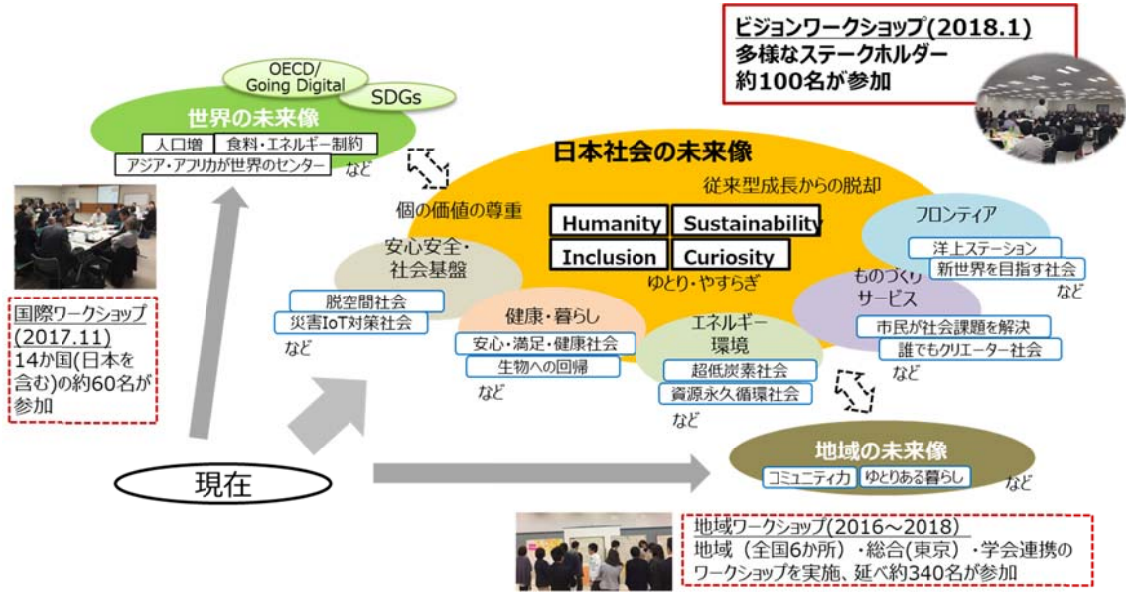 ビジョンワークショップ(2018.1)
多様なステークホルダー
約100名が参加
OECD/
Going Digital
SDGs
世界の未来像
人口増
食料・エネルギー制約
アジア・アフリカが世界のセンター
など
日本社会の未来像
従来型成長からの脱却
個の価値の尊重
Humanity
Sustainability
Inclusion
Curiosity
ゆとり・やすらぎ
フロンティア
洋上ステーション
新世界を目指す社会
など
安心安全・
社会基盤
脱空間社会
災害IoT対策社会
など
健康・暮らし
安心・満足・健康社会
生物への回帰
など
エネルギー
環境
超低炭素社会
資源永久循環社会
など
ものづくり
サービス
市民が社会課題を解決
誰でもクリエーター社会
など
国際ワークショップ
(2017.11)
14か国(日本を
含む)の約60名が
参加
現在
地域の未来像
コミュニティ力
ゆとりある暮らし
など
地域ワークショップ(2016～2018)
地域（全国6か所）・総合(東京）・学会連携の
ワークショップを実施、延べ約340名が参加